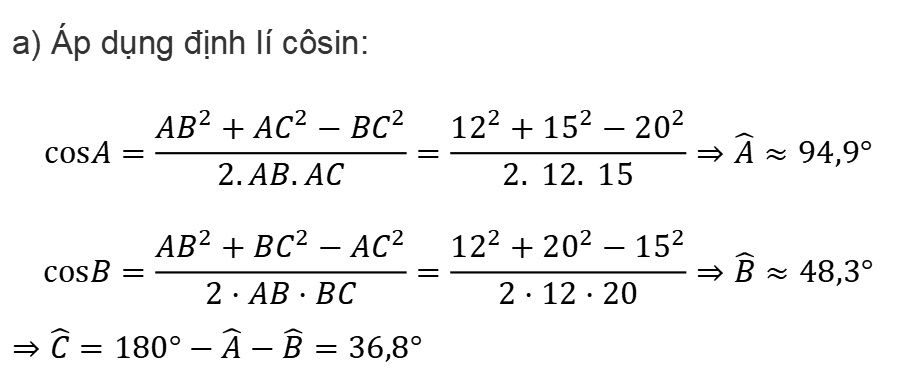 a) Áp dụng định lí côsin:
cosA = (AB² + AC² − BC²)/(2. AB. AC) = (12² + 15² − 20²)/(2. 12. 15) ⇒ Â ≈ 94,9°
cosB = (AB² + BC² − AC²)/(2 · AB · BC) = (12² + 20² − 15²)/(2 · 12 · 20) ⇒ B̂ ≈ 48,3°
⇒ Ĉ = 180° − Â − B̂ = 36,8°